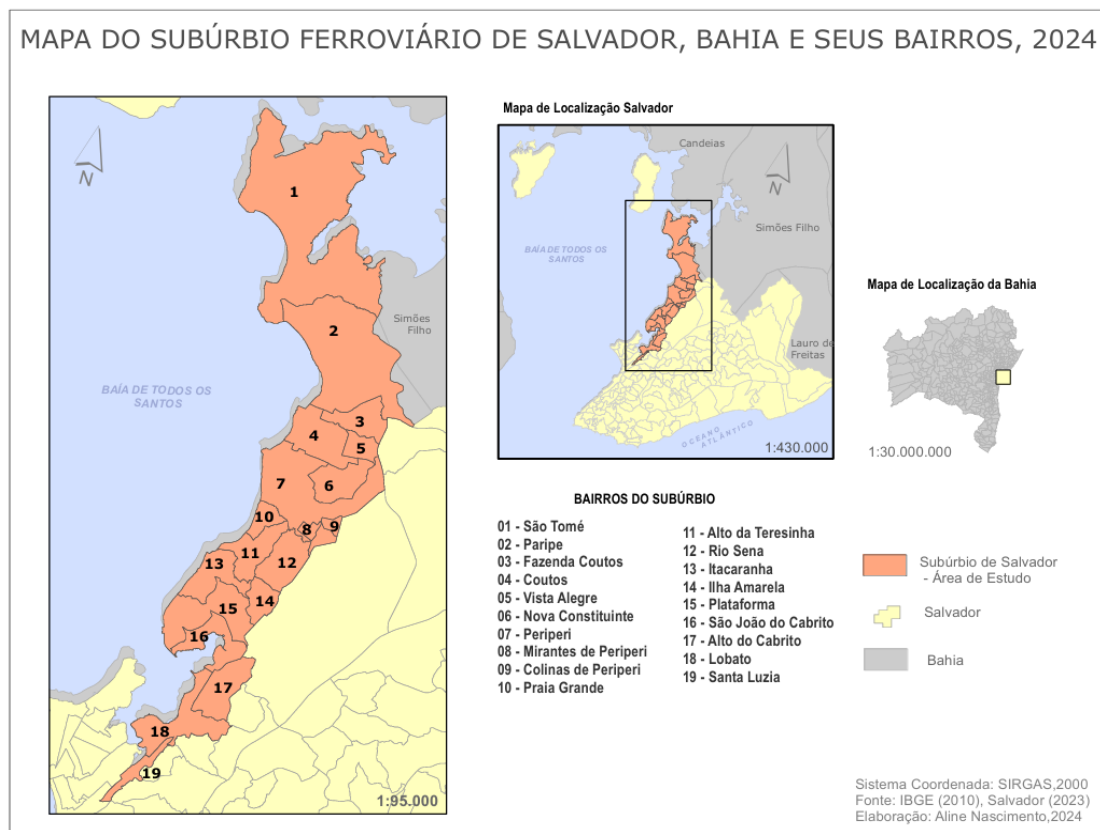 MAPA DO SUBÚRBIO FERROVIÁRIO DE SALVADOR, BAHIA E SEUS BAIRROS, 2024
N
1
2
Simões
Filho
BAÍA DE TODOS OS
SANTOS
3
4
5
7
6
10
8
9
11
13
12
14
15
16
17
18
19
1:95.000
Mapa de Localização Salvador
Candeias
N
Simões Filho
BAÍA DE TODOS OS
SANTOS
Lauro de
Freitas
OCEANO
ATLÂNTICO
1:430.000
Mapa de Localização da Bahia
1:30.000.000
BAIRROS DO SUBÚRBIO
01 - São Tomé
02 - Paripe
03 - Fazenda Coutos
04 - Coutos
05 - Vista Alegre
06 - Nova Constituinte
07 - Periperi
08 - Mirantes de Periperi
09 - Colinas de Periperi
10 - Praia Grande
11 - Alto da Teresinha
12 - Rio Sena
13 - Itacaranha
14 - Ilha Amarela
15 - Plataforma
16 - São João do Cabrito
17 - Alto do Cabrito
18 - Lobato
19 - Santa Luzia
Subúrbio de Salvador
- Área de Estudo
Salvador
Bahia
Sistema Coordenada: SIRGAS,2000
Fonte: IBGE (2010), Salvador (2023)
Elaboração: Aline Nascimento,2024